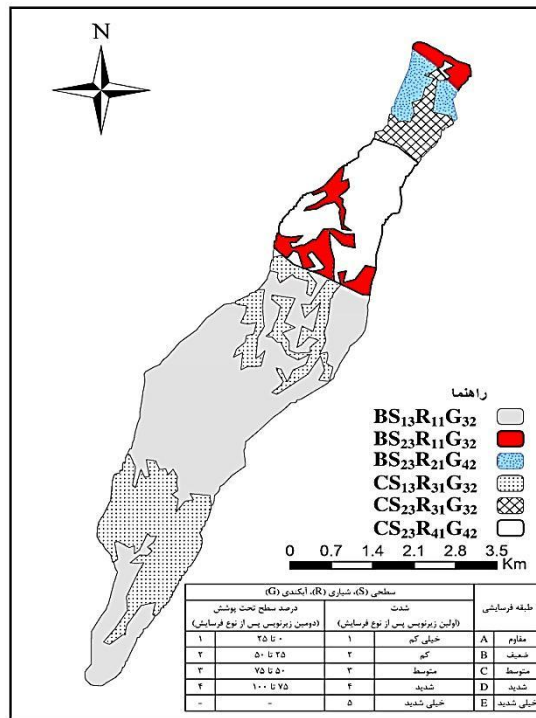 N
راهنما
BS₁₃R₁₁G₃₂
BS₂₃R₁₁G₃₂
BS₂₃R₂₁G₄₂
CS₁₃R₃₁G₃₂
CS₂₃R₃₁G₃₂
CS₂₃R₄₁G₄₂
0 0.7 1.4 2.1 2.8 3.5
Km
طبقه فرسایشی سطحی (S)، شیاری (R)، آبکندی (G)
شدت درصد سطح تحت پوشش
(اولین زیرنویس پس از نوع فرسایش) (دومین زیرنویس پس از نوع فرسایش)
مقاوم A خیلی کم ۱ ۰ تا ۲۵ ۱
ضعیف B کم ۲ ۲۵ تا ۵۰ ۲
متوسط C متوسط ۳ ۵۰ تا ۷۵ ۳
شدید D شدید ۴ ۷۵ تا ۱۰۰ ۴
خیلی شدید E خیلی شدید ۵ - -